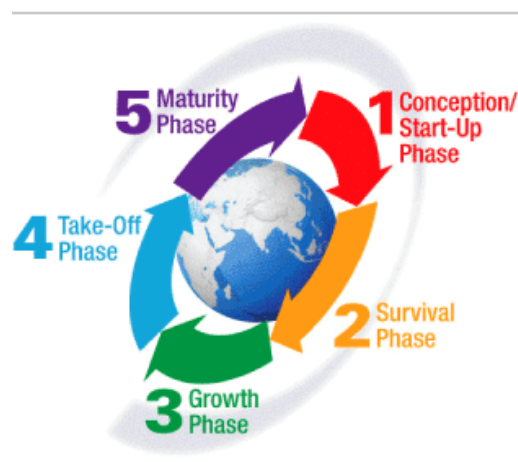 1 Conception/
Start-Up
Phase
2 Survival
Phase
3 Growth
Phase
4 Take-Off
Phase
5 Maturity
Phase